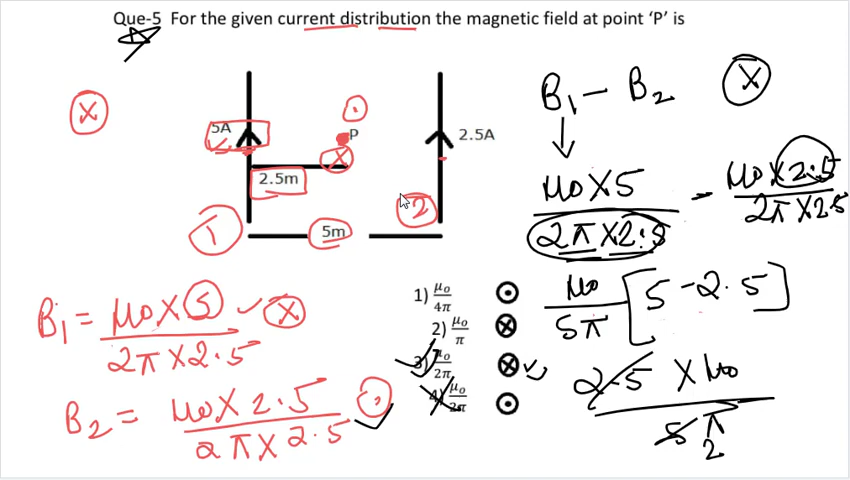 Que-5 For the given current distribution the magnetic field at point 'P' is
B₁ - B₂ ⊗
⊗
5A
P
2.5A
2.5m
1
2
5m
μ₀ × 5 / 2π × 2.5 - μ₀ × 2.5 / 2π × 2.5
B₁ = μ₀ × 5 / 2π × 2.5 ✓ ⊗
B₂ = μ₀ × 2.5 / 2π × 2.5 ⊙ ✓
1) μ₀/4π ⊙
2) μ₀/π ⊗
3) μ₀/2π ⊗ ✓
4) μ₀/2π ⊙
μ₀ / 5π [5 - 2.5]
2.5 × μ₀ / 5π
2